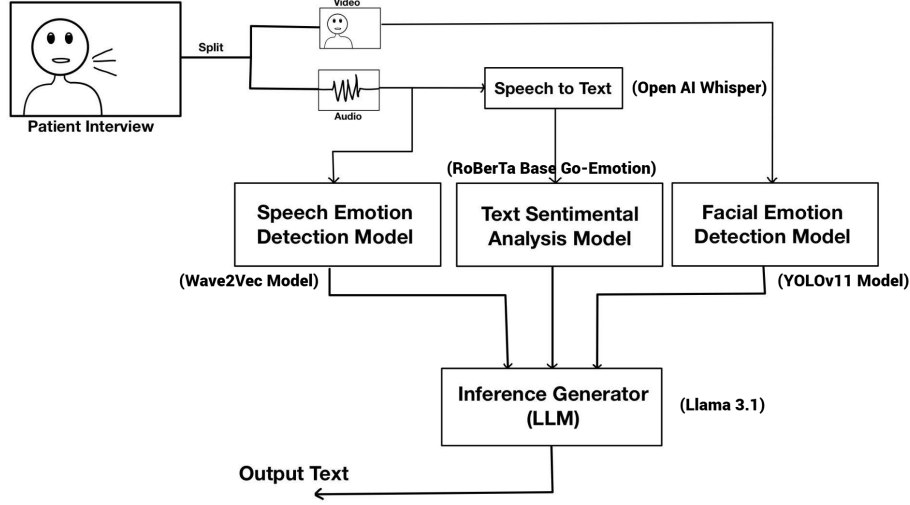 Video
Split
Patient Interview
Audio
Speech to Text
(Open AI Whisper)
(RoBerTa Base Go-Emotion)
Speech Emotion
Detection Model
Text Sentimental
Analysis Model
Facial Emotion
Detection Model
(Wave2Vec Model)
(YOLOv11 Model)
Inference Generator
(LLM)
(Llama 3.1)
Output Text